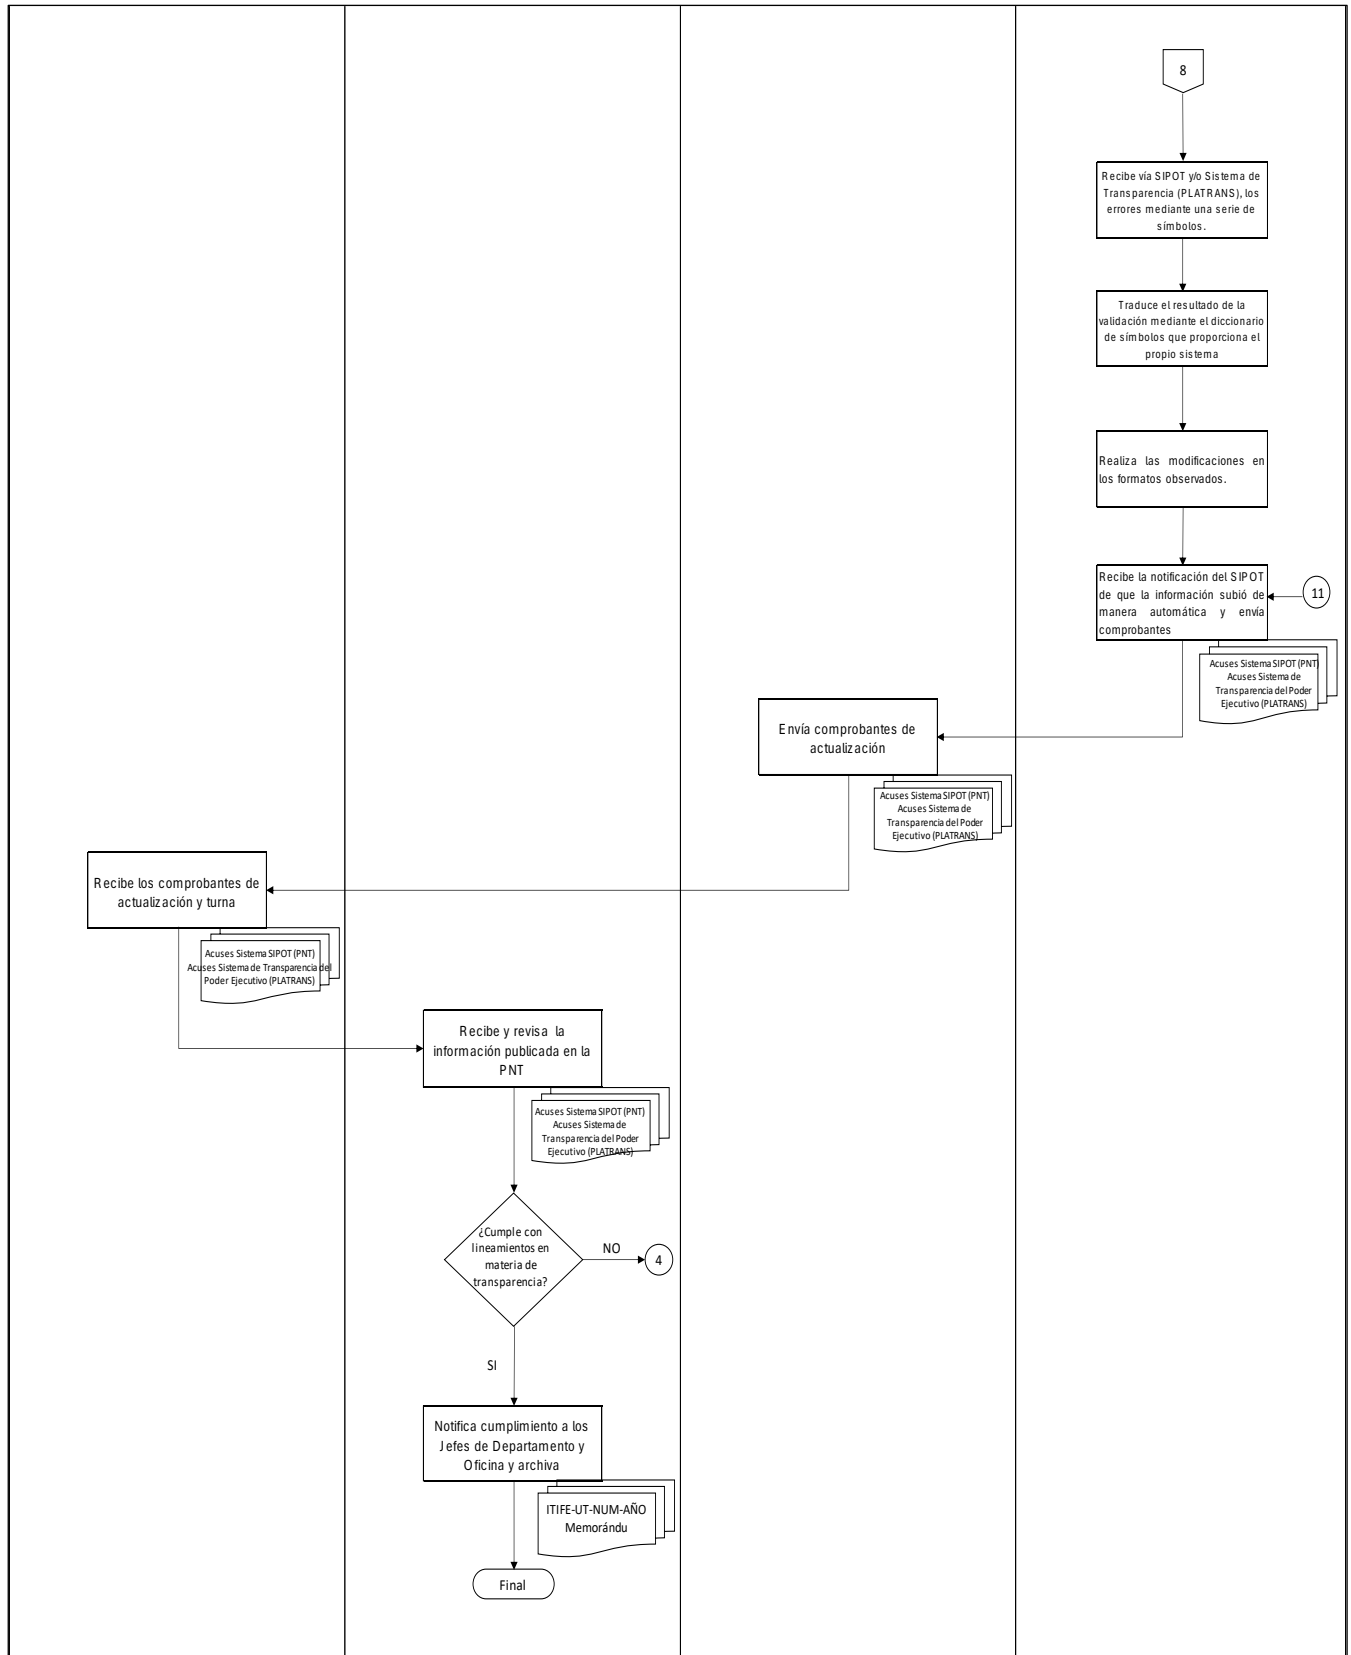 8
Recibe vía SIPOT y/o Sistema de
Transparencia (PLATRANS), los
errores mediante una serie de
símbolos.
Traduce el resultado de la
validación mediante el diccionario
de símbolos que proporciona el
propio sistema
Realiza las modificaciones en
los formatos observados.
Recibe la notificación del SIPOT
de que la información subió de
manera automática y envía
comprobantes
11
Acuses Sistema SIPOT (PNT)
Acuses Sistema de
Transparencia del Poder
Ejecutivo (PLATRANS)
Envía comprobantes de
actualización
Acuses Sistema SIPOT (PNT)
Acuses Sistema de
Transparencia del Poder
Ejecutivo (PLATRANS)
Recibe los comprobantes de
actualización y turna
Acuses Sistema SIPOT (PNT)
Acuses Sistema de Transparencia del
Poder Ejecutivo (PLATRANS)
Recibe y revisa la
información publicada en la
PNT
Acuses Sistema SIPOT (PNT)
Acuses Sistema de
Transparencia del Poder
Ejecutivo (PLATRANS)
¿Cumple con
lineamientos en
materia de
transparencia?
NO
4
SI
Notifica cumplimiento a los
Jefes de Departamento y
Oficina y archiva
ITIFE-UT-NUM-AÑO
Memorándu
Final